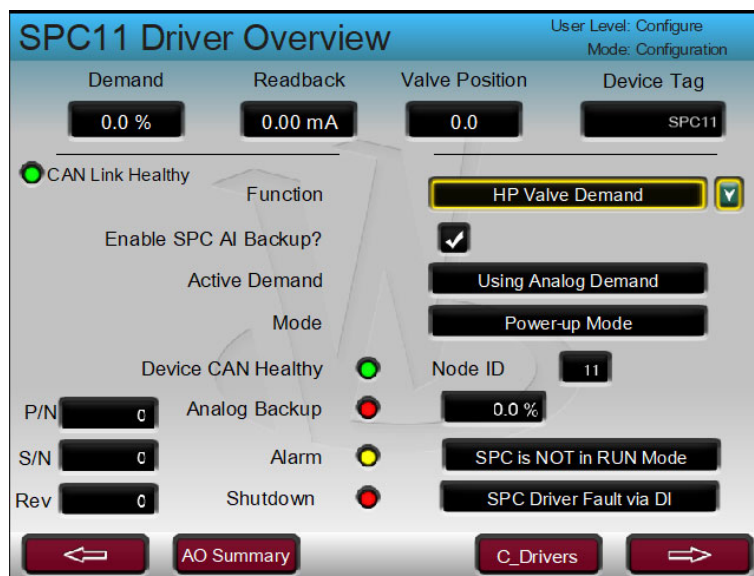 SPC11 Driver Overview
User Level: Configure
Mode: Configuration
Demand Readback Valve Position Device Tag
0.0 % 0.00 mA 0.0 SPC11
CAN Link Healthy
Function HP Valve Demand
Enable SPC AI Backup?
Active Demand Using Analog Demand
Mode Power-up Mode
Device CAN Healthy Node ID 11
P/N 0 Analog Backup 0.0 %
S/N 0 Alarm SPC is NOT in RUN Mode
Rev 0 Shutdown SPC Driver Fault via DI
AO Summary C_Drivers